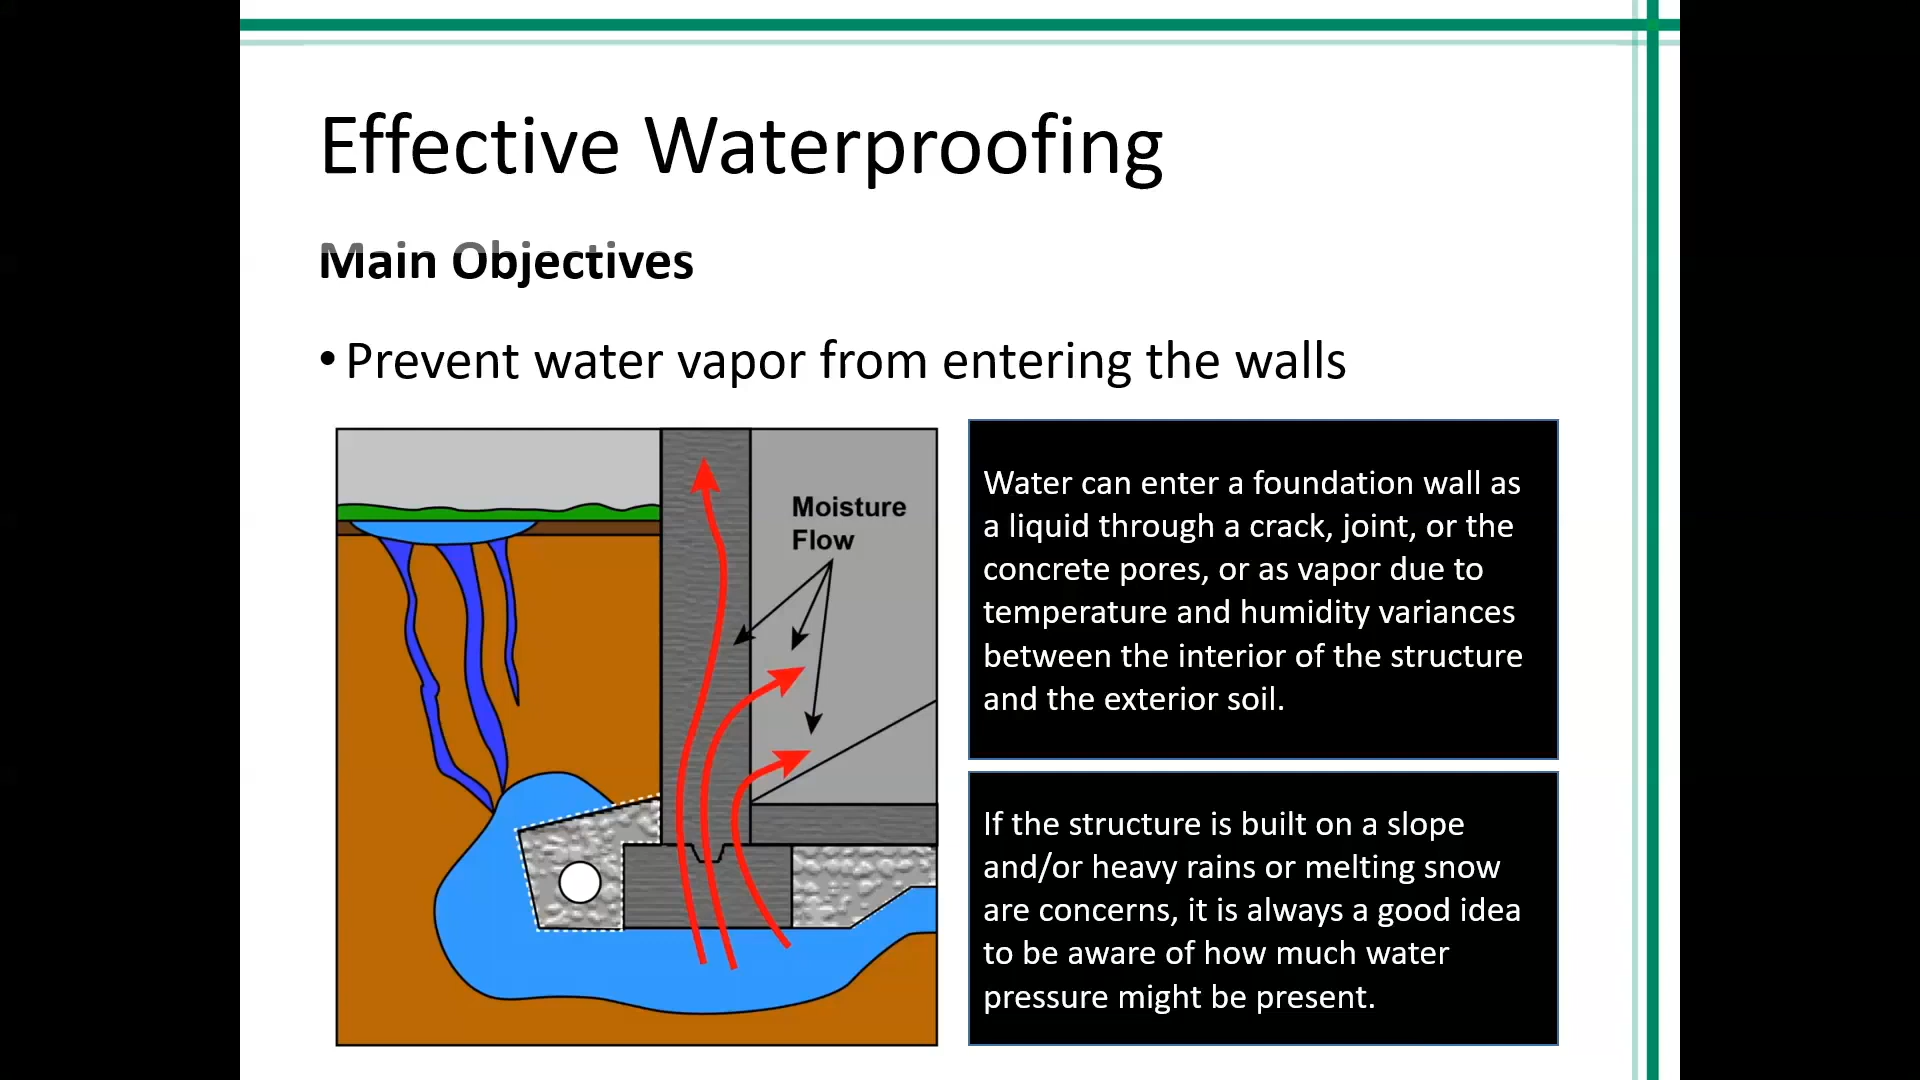 Effective Waterproofing
Main Objectives
• Prevent water vapor from entering the walls
Moisture
Flow
Water can enter a foundation wall as
a liquid through a crack, joint, or the
concrete pores, or as vapor due to
temperature and humidity variances
between the interior of the structure
and the exterior soil.
If the structure is built on a slope
and/or heavy rains or melting snow
are concerns, it is always a good idea
to be aware of how much water
pressure might be present.